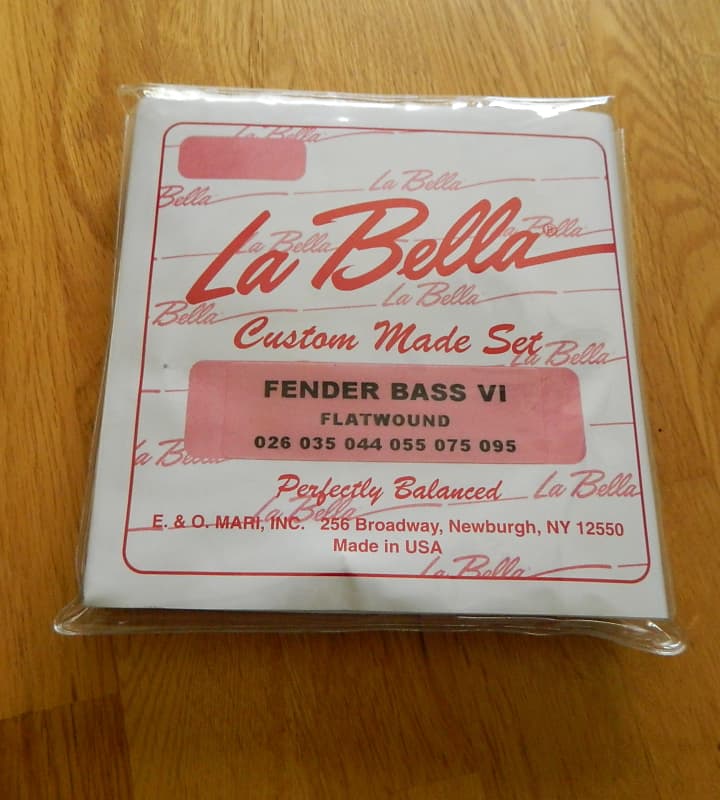 La Bella
La Bella
Bella
La Bella®
a Bella
La Bella
La Bella
Bella
Custom Made Set
La Bella
FENDER BASS VI
FLATWOUND
026 035 044 055 075 095
a Bella
Perfectly Balanced
La Bella
La Bella
E. & O. MARI, INC. 256 Broadway, Newburgh, NY 12550
Made in USA
La Bella